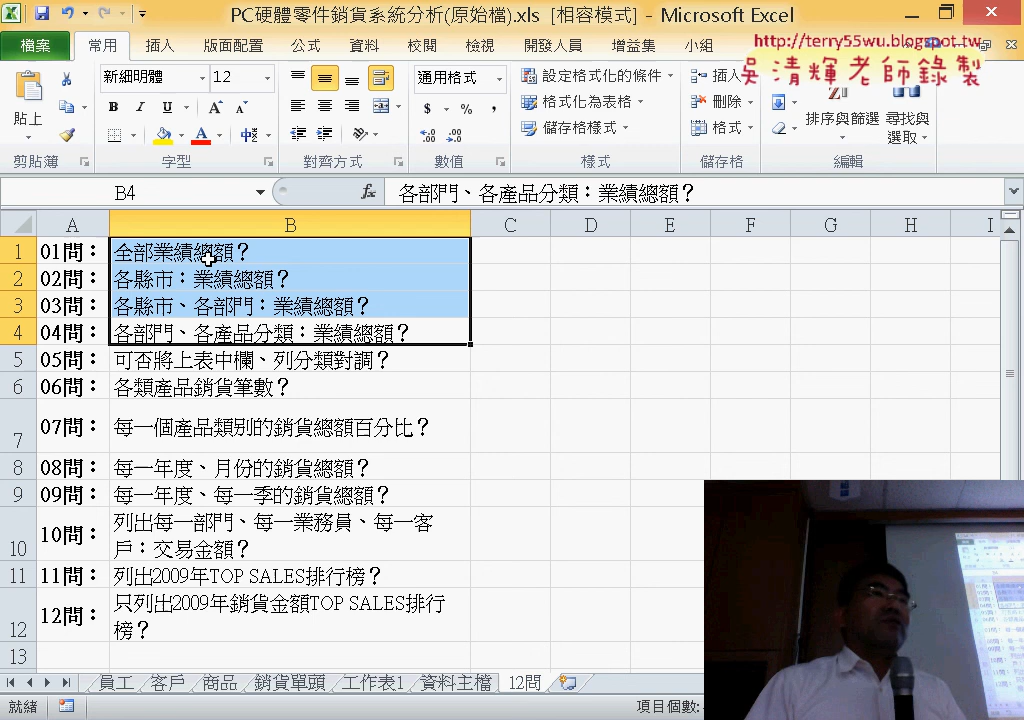 PC硬體零件銷貨系統分析(原始檔).xls [相容模式] - Microsoft Excel
檔案 常用 插入 版面配置 公式 資料 校閱 檢視 開發人員 增益集 小組
http://terry55wu.blogspot.tw
吳清輝老師錄製
貼上
新細明體 12
B I U A A
中
通用格式
$ % ,
設定格式化的條件
格式化為表格
儲存格樣式
插入
刪除
格式
排序與篩選
尋找與選取
剪貼簿 字型 對齊方式 數值 樣式 儲存格 編輯
B4 fx 各部門、各產品分類：業績總額？
A B C D E F G H I
1 01問： 全部業績總額？
2 02問： 各縣市：業績總額？
3 03問： 各縣市、各部門：業績總額？
4 04問： 各部門、各產品分類：業績總額？
5 05問： 可否將上表中欄、列分類對調？
6 06問： 各類產品銷貨筆數？
7 07問： 每一個產品類別的銷貨總額百分比？
8 08問： 每一年度、月份的銷貨總額？
9 09問： 每一年度、每一季的銷貨總額？
10 10問： 列出每一部門、每一業務員、每一客
戶：交易金額？
11 11問： 列出2009年TOP SALES排行榜？
12 12問： 只列出2009年銷貨金額TOP SALES排行
榜？
13
員工 客戶 商品 銷貨單頭 工作表1 資料主檔 12問
就緒 項目個數: